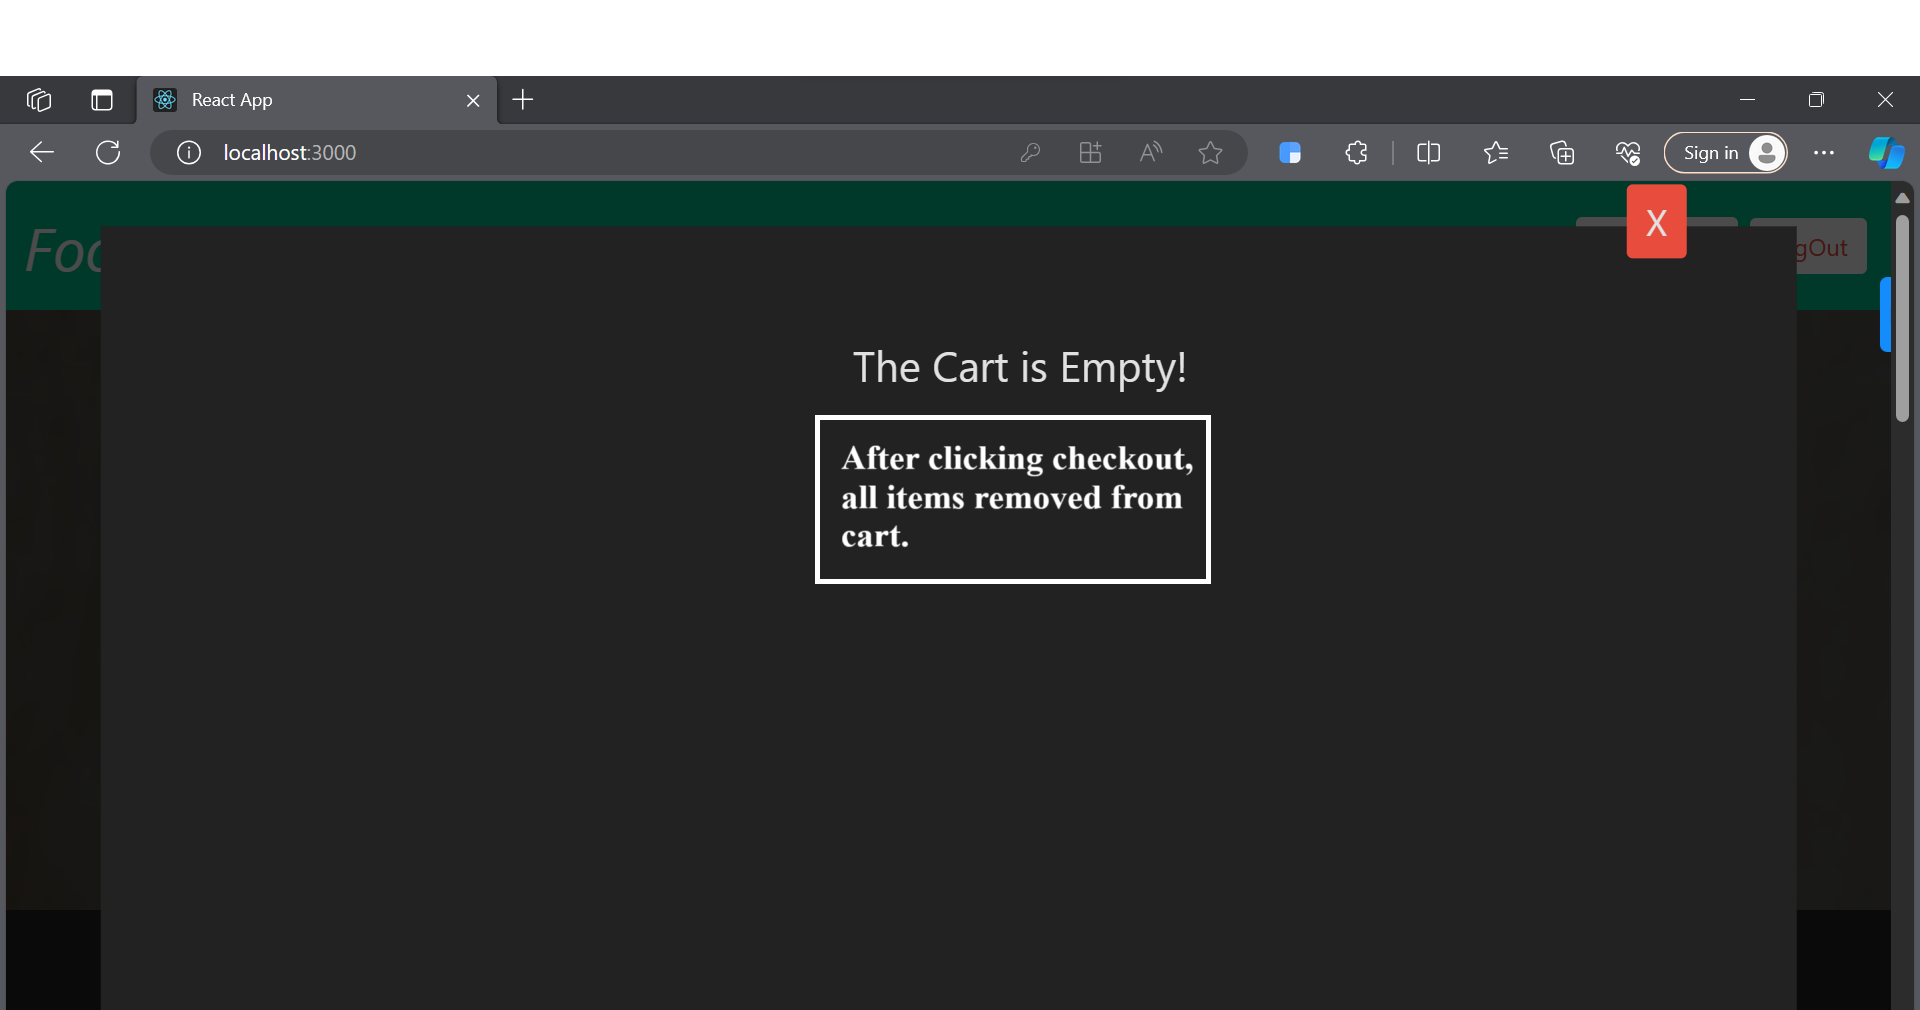 React App
localhost:3000
Sign in
X
Foo
gOut
The Cart is Empty!
After clicking checkout,
all items removed from
cart.